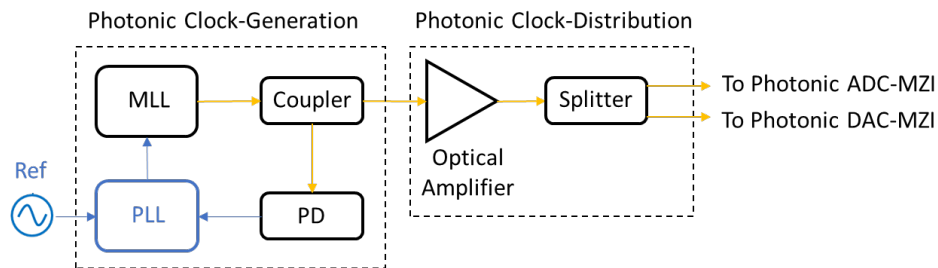 Photonic Clock-Generation
Photonic Clock-Distribution
MLL
Coupler
Splitter
To Photonic ADC-MZI
To Photonic DAC-MZI
Optical
Amplifier
Ref
PLL
PD